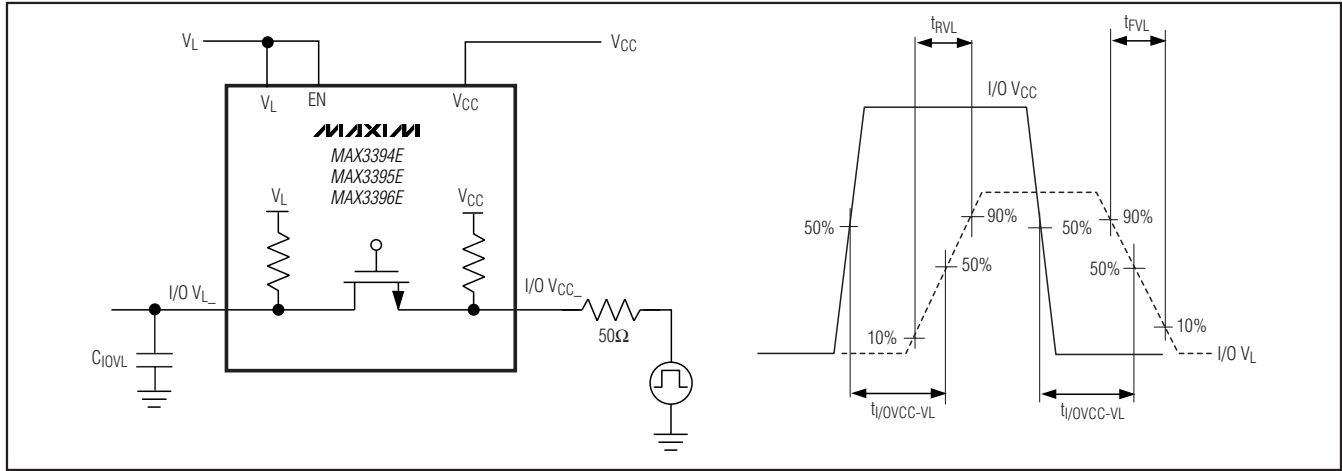 V_L
V_CC
V_L
EN
V_CC
MAXIM
MAX3394E
MAX3395E
MAX3396E
V_L
V_CC
I/O V_L_
I/O V_CC_
50Ω
C_IOVL
t_RVL
t_FVL
I/O V_CC
50%
90%
50%
90%
50%
50%
10%
10%
I/O V_L
t_I/OVCC-VL
t_I/OVCC-VL